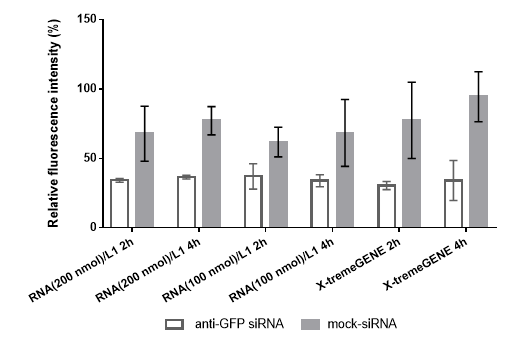 Relative fluorescence intensity (%)
150
100
50
0
RNA(200 nmol)/L1 2h
RNA(200 nmol)/L1 4h
RNA(100 nmol)/L1 2h
RNA(100 nmol)/L1 4h
X-tremeGENE 2h
X-tremeGENE 4h
anti-GFP siRNA
mock-siRNA